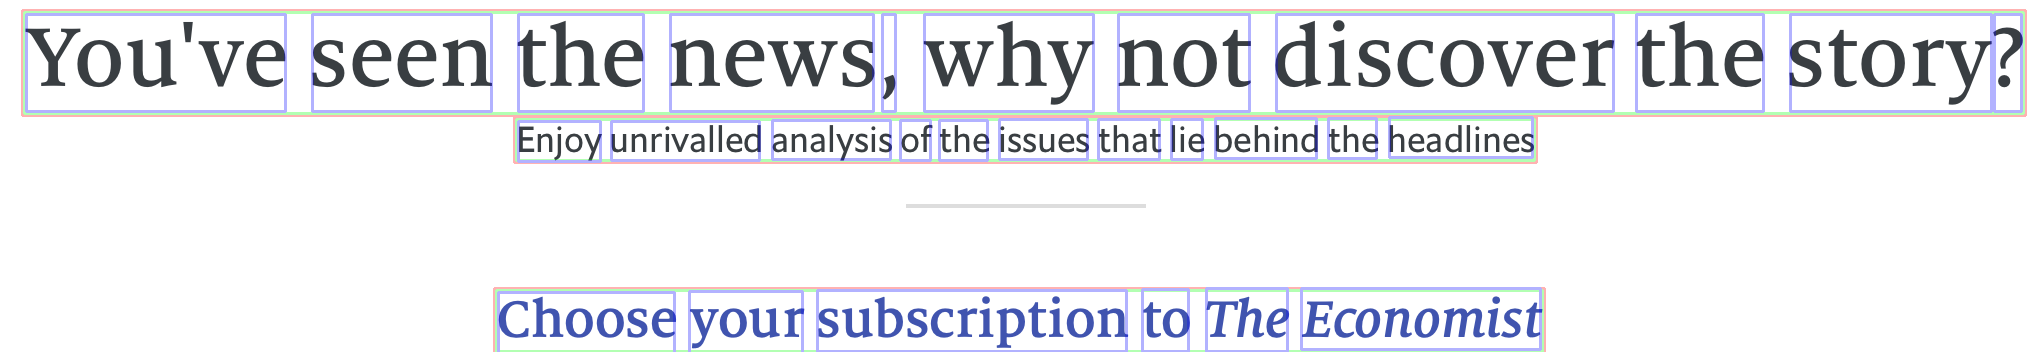 You've seen the news, why not discover the story?
Enjoy unrivalled analysis of the issues that lie behind the headlines
Choose your subscription to The Economist